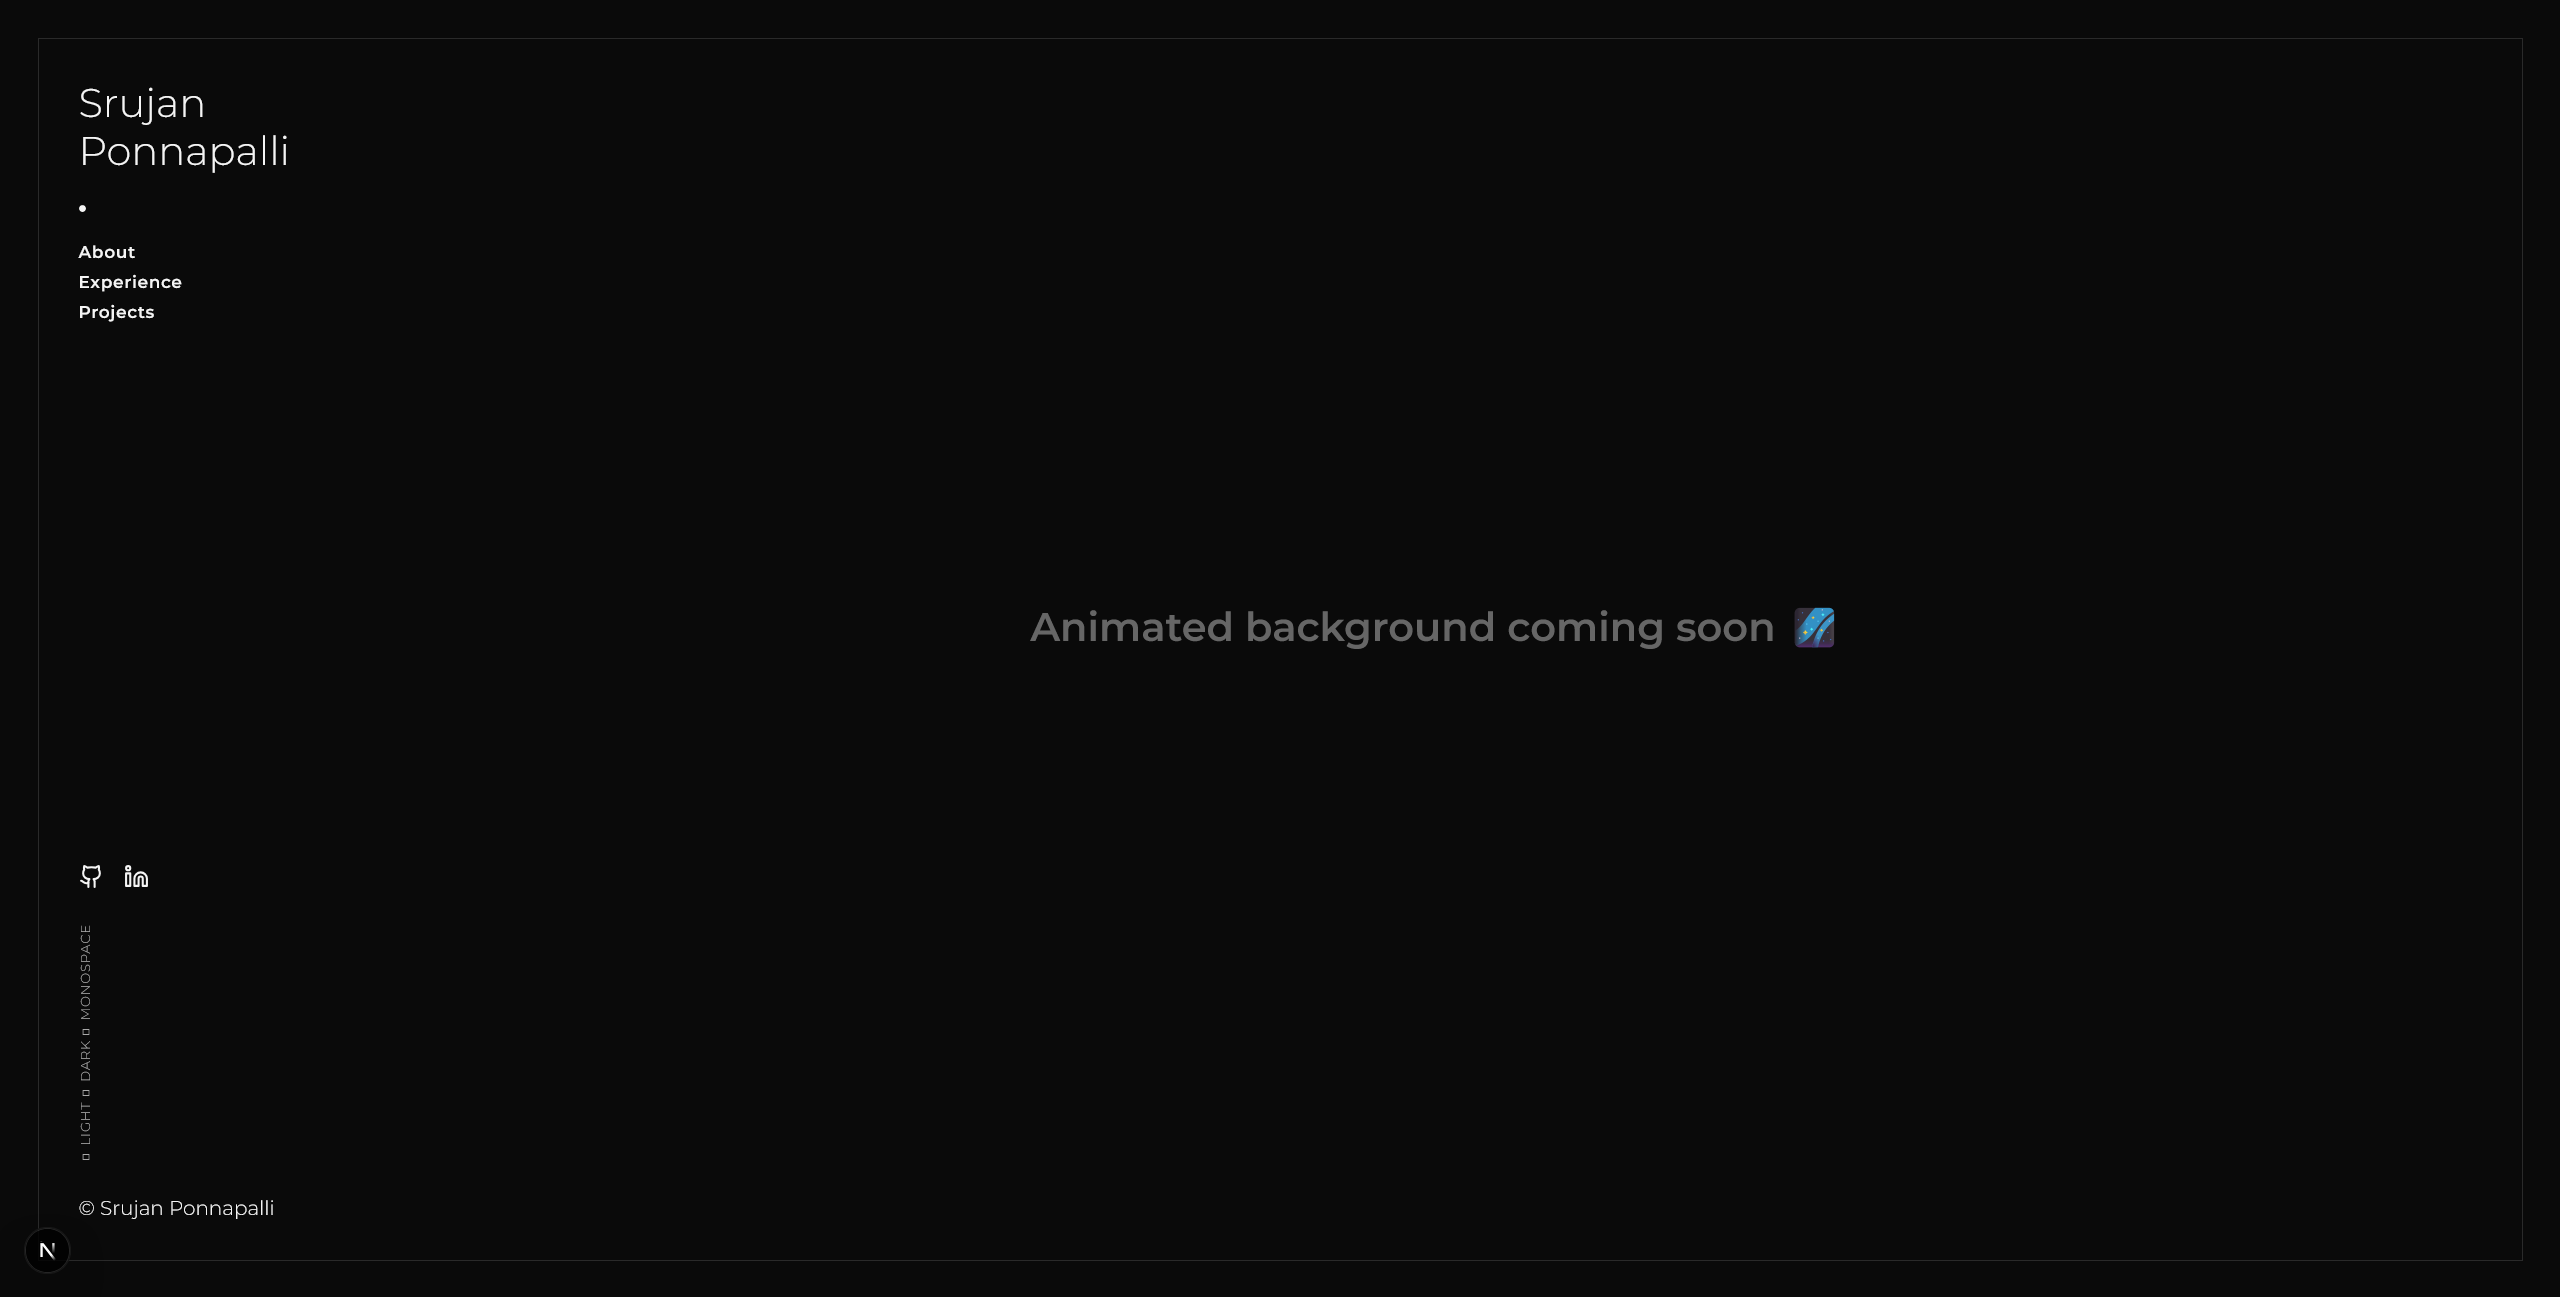 Srujan
Ponnapalli
•
About
Experience
Projects
Animated background coming soon 🌌
▫ LIGHT ▫ DARK ▫ MONOSPACE
© Srujan Ponnapalli
N